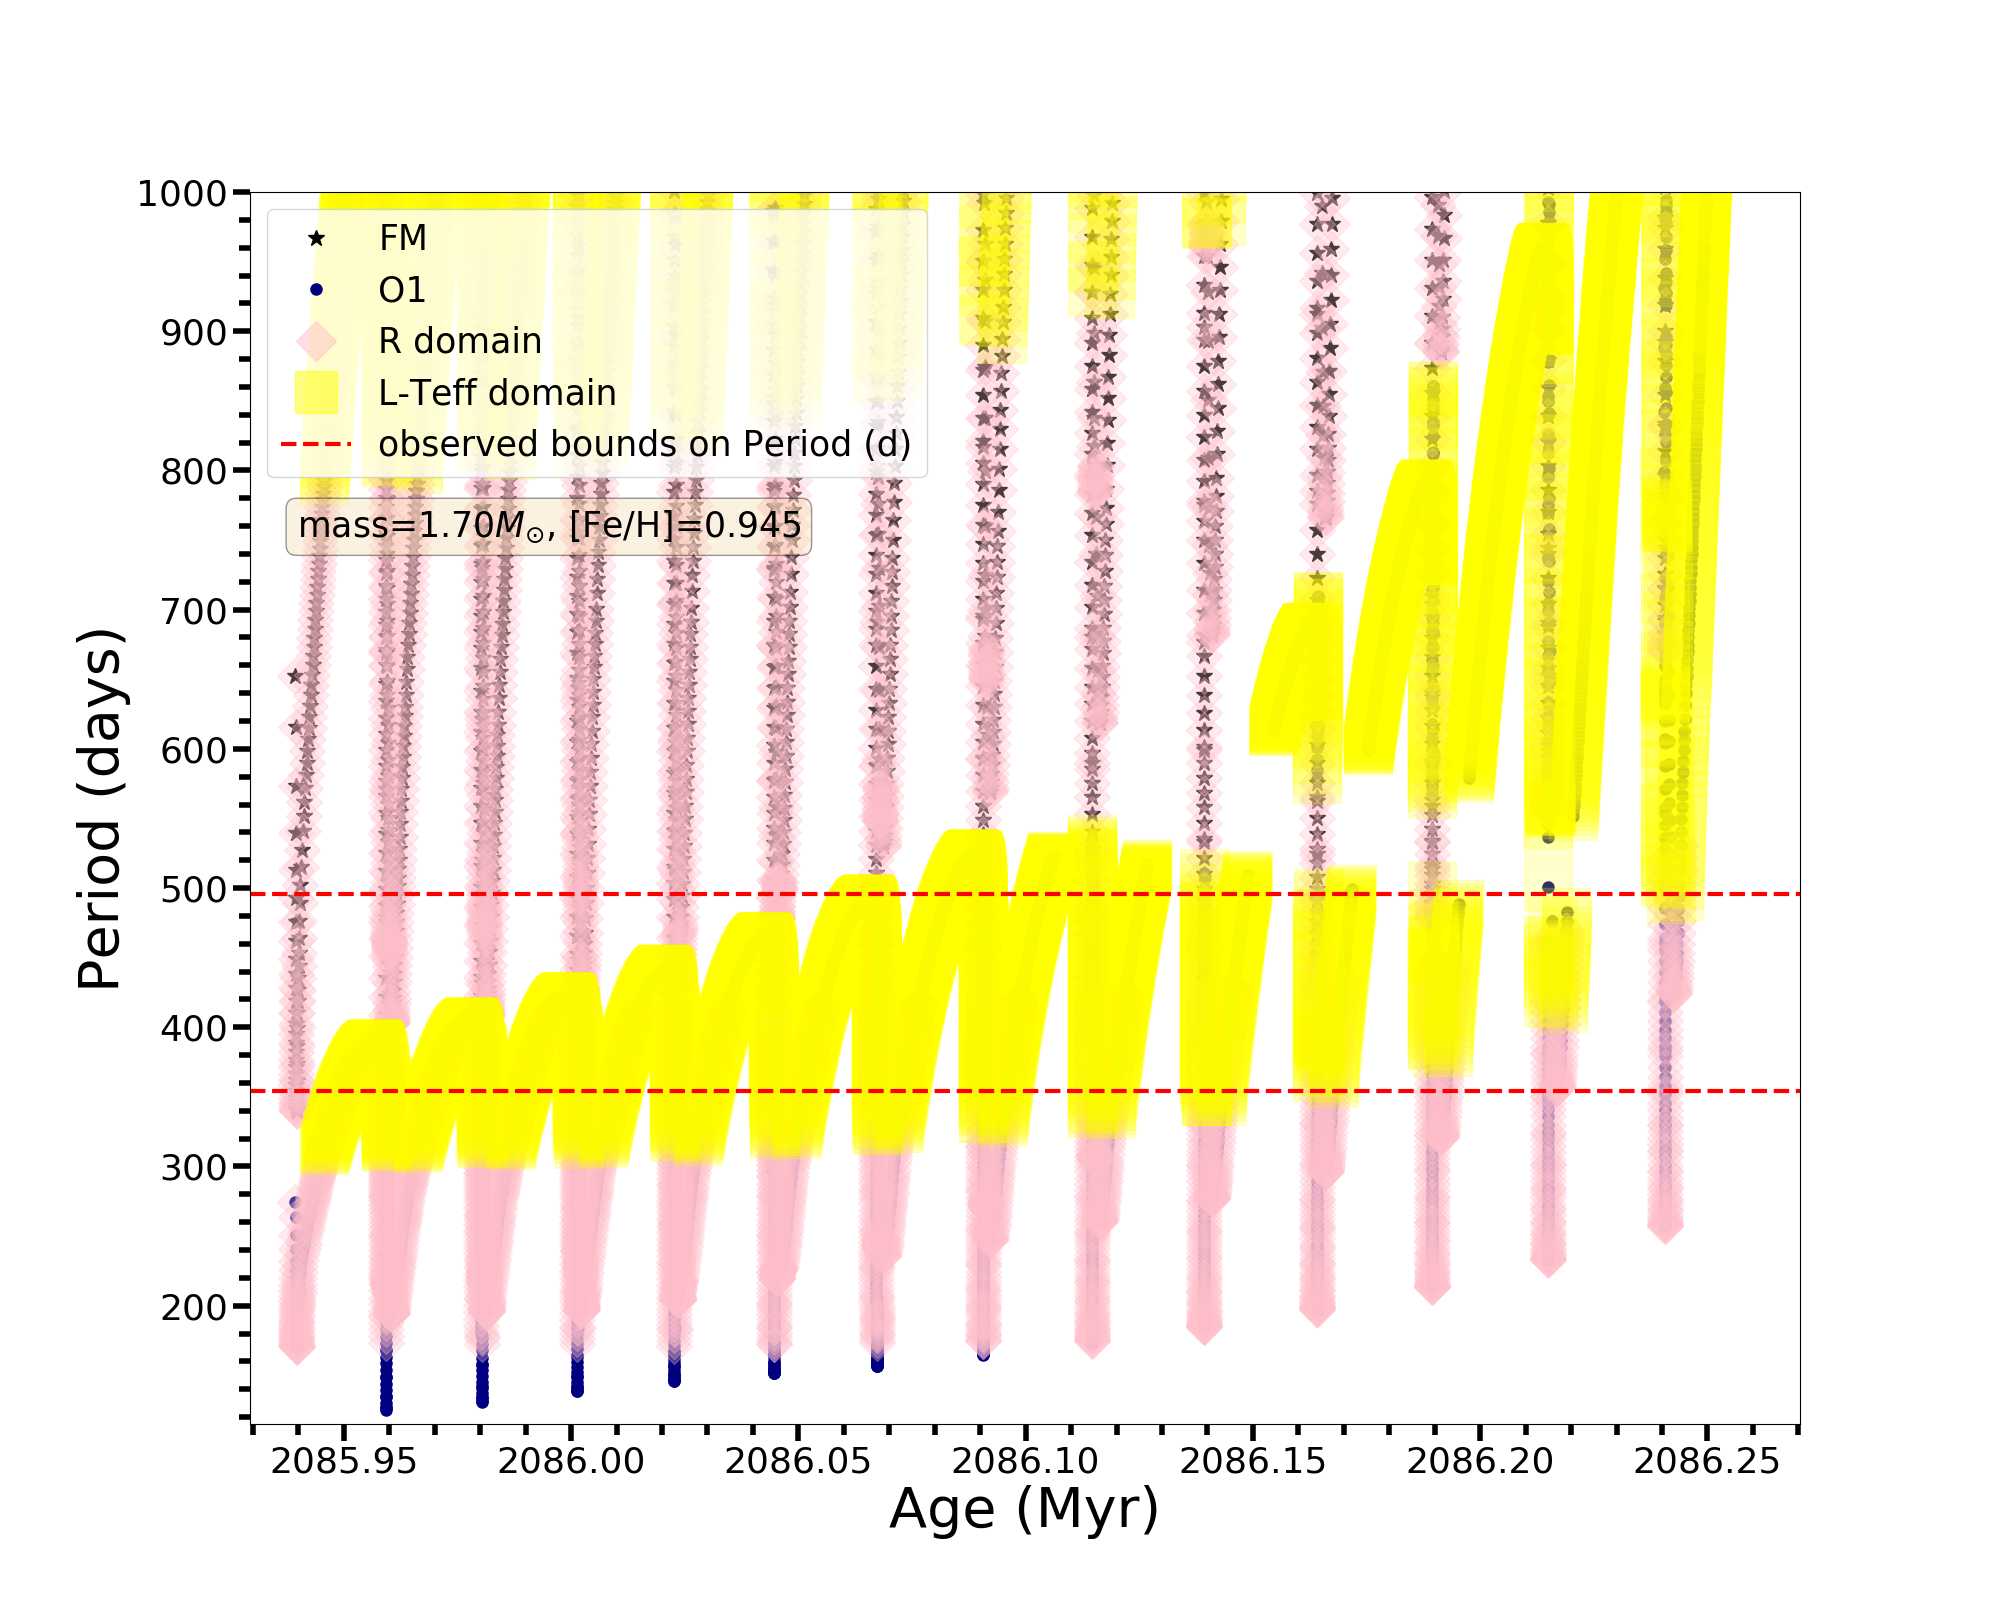 1000
900
800
700
600
500
400
300
200
Period (days)
FM
O1
R domain
L-Teff domain
observed bounds on Period (d)
mass=1.70M⊙, [Fe/H]=0.945
2085.95 2086.00 2086.05 2086.10 2086.15 2086.20 2086.25
Age (Myr)